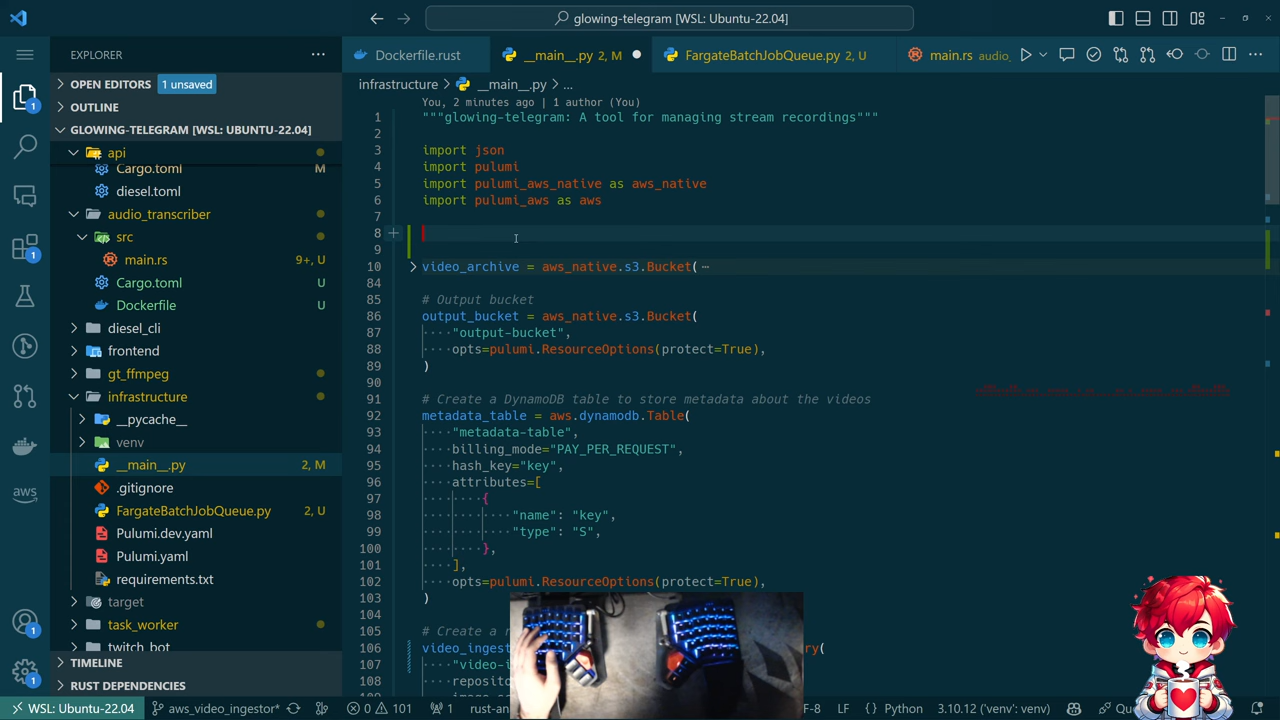 glowing-telegram [WSL: Ubuntu-22.04]
EXPLORER
Dockerfile.rust
__main__.py 2, M
FargateBatchJobQueue.py 2, U
main.rs audio_
OPEN EDITORS 1 unsaved
OUTLINE
GLOWING-TELEGRAM [WSL: UBUNTU-22.04]
api
Cargo.toml M
diesel.toml
audio_transcriber
src
main.rs 9+, U
Cargo.toml U
Dockerfile U
diesel_cli
frontend
gt_ffmpeg
infrastructure
__pycache__
venv
__main__.py 2, M
.gitignore
FargateBatchJobQueue.py 2, U
Pulumi.dev.yaml
Pulumi.yaml
requirements.txt
target
task_worker
twitch_bot
TIMELINE
RUST DEPENDENCIES
1
1
1
1
aws
infrastructure > __main__.py > ...
You, 2 minutes ago | 1 author (You)
1 """glowing-telegram: A tool for managing stream recordings"""
2
3 import json
4 import pulumi
5 import pulumi_aws_native as aws_native
6 import pulumi_aws as aws
7
8
9
10 video_archive = aws_native.s3.Bucket( ⋯
84
85 # Output bucket
86 output_bucket = aws_native.s3.Bucket(
87 "output-bucket",
88 opts=pulumi.ResourceOptions(protect=True),
89 )
90
91 # Create a DynamoDB table to store metadata about the videos
92 metadata_table = aws.dynamodb.Table(
93 "metadata-table",
94 billing_mode="PAY_PER_REQUEST",
95 hash_key="key",
96 attributes=[
97 {
98 "name": "key",
99 "type": "S",
100 },
101 ],
102 opts=pulumi.ResourceOptions(protect=True),
103 )
104
105 # Create a r
106 video_ingest ry(
107 "video-i
108 reposito
WSL: Ubuntu-22.04 aws_video_ingestor* 0 101 1 rust-an F-8 LF {} Python 3.10.12 ('venv': venv) Qu